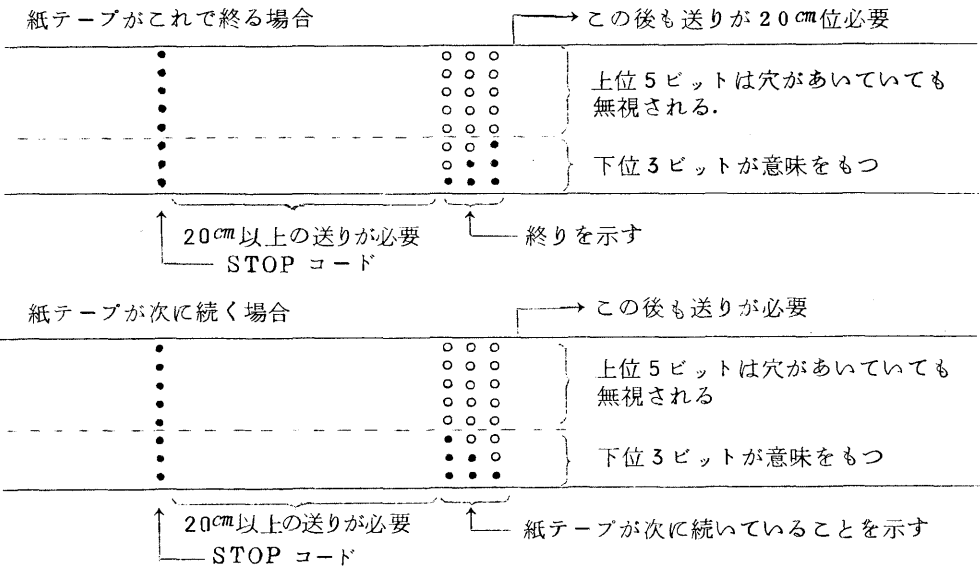 紙テープがこれで終る場合
この後も送りが20cm位必要
上位5ビットは穴があいていても
無視される.
下位3ビットが意味をもつ
20cm以上の送りが必要
終りを示す
STOP コード
紙テープが次に続く場合
この後も送りが必要
上位5ビットは穴があいていても
無視される
下位3ビットが意味をもつ
20cm以上の送りが必要
紙テープが次に続いていることを示す
STOP コード